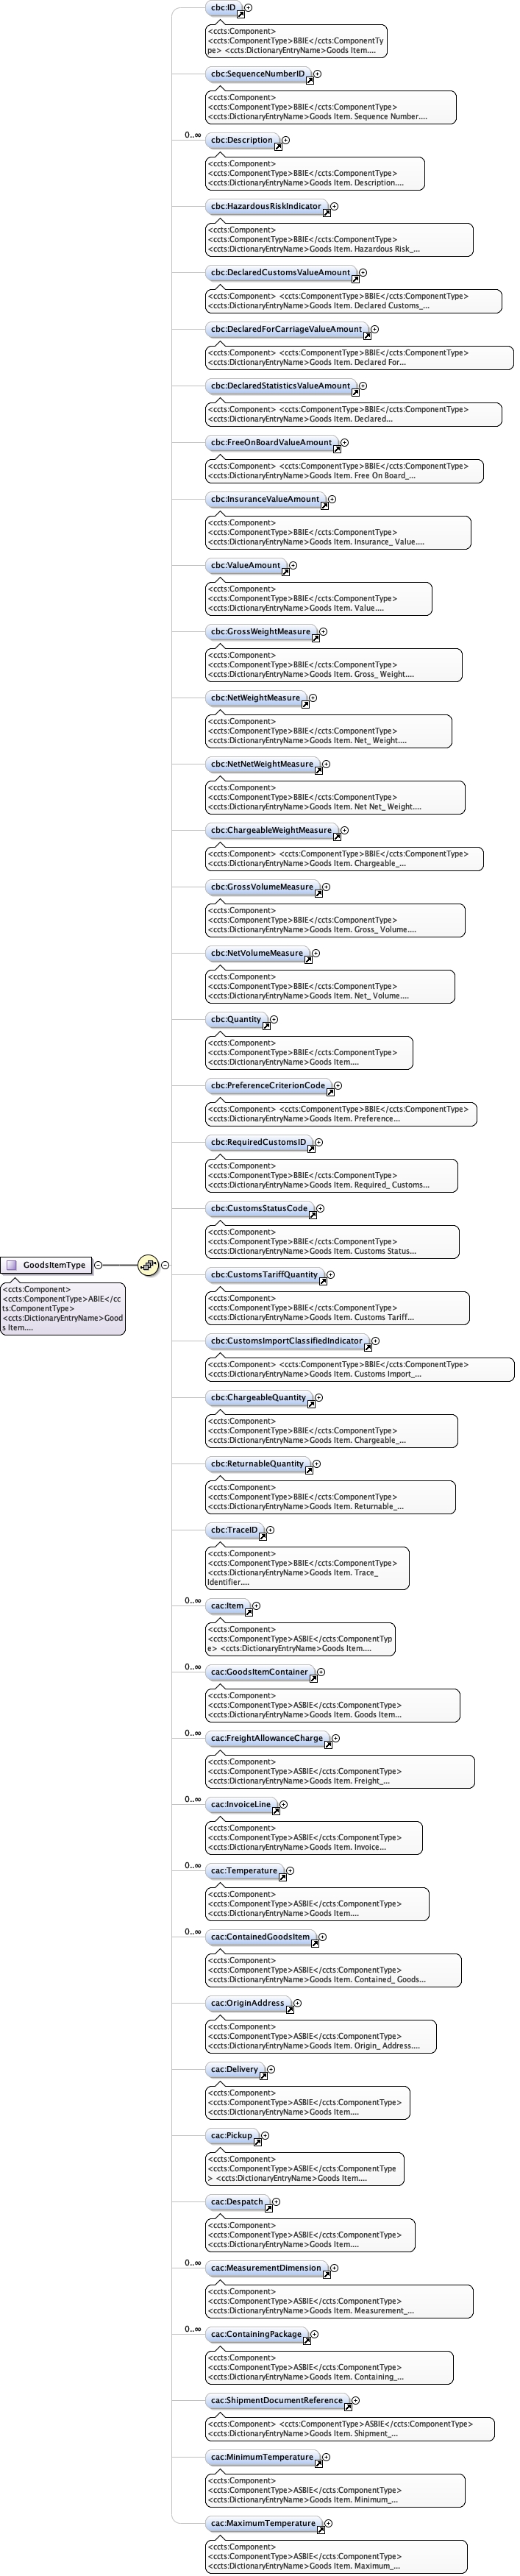 cbc:ID
<ccts:Component>
<ccts:ComponentType>BBIE</ccts:ComponentTy
pe> <ccts:DictionaryEntryName>Goods Item....
cbc:SequenceNumberID
<ccts:Component>
<ccts:ComponentType>BBIE</ccts:ComponentType>
<ccts:DictionaryEntryName>Goods Item. Sequence Number....
0..∞
cbc:Description
<ccts:Component>
<ccts:ComponentType>BBIE</ccts:ComponentType>
<ccts:DictionaryEntryName>Goods Item. Description....
cbc:HazardousRiskIndicator
<ccts:Component>
<ccts:ComponentType>BBIE</ccts:ComponentType>
<ccts:DictionaryEntryName>Goods Item. Hazardous Risk_...
cbc:DeclaredCustomsValueAmount
<ccts:Component> <ccts:ComponentType>BBIE</ccts:ComponentType>
<ccts:DictionaryEntryName>Goods Item. Declared Customs_...
cbc:DeclaredForCarriageValueAmount
<ccts:Component> <ccts:ComponentType>BBIE</ccts:ComponentType>
<ccts:DictionaryEntryName>Goods Item. Declared For...
cbc:DeclaredStatisticsValueAmount
<ccts:Component> <ccts:ComponentType>BBIE</ccts:ComponentType>
<ccts:DictionaryEntryName>Goods Item. Declared...
cbc:FreeOnBoardValueAmount
<ccts:Component> <ccts:ComponentType>BBIE</ccts:ComponentType>
<ccts:DictionaryEntryName>Goods Item. Free On Board_...
cbc:InsuranceValueAmount
<ccts:Component>
<ccts:ComponentType>BBIE</ccts:ComponentType>
<ccts:DictionaryEntryName>Goods Item. Insurance_ Value....
cbc:ValueAmount
<ccts:Component>
<ccts:ComponentType>BBIE</ccts:ComponentType>
<ccts:DictionaryEntryName>Goods Item. Value....
cbc:GrossWeightMeasure
<ccts:Component>
<ccts:ComponentType>BBIE</ccts:ComponentType>
<ccts:DictionaryEntryName>Goods Item. Gross_ Weight....
cbc:NetWeightMeasure
<ccts:Component>
<ccts:ComponentType>BBIE</ccts:ComponentType>
<ccts:DictionaryEntryName>Goods Item. Net_ Weight....
cbc:NetNetWeightMeasure
<ccts:Component>
<ccts:ComponentType>BBIE</ccts:ComponentType>
<ccts:DictionaryEntryName>Goods Item. Net Net_ Weight....
cbc:ChargeableWeightMeasure
<ccts:Component> <ccts:ComponentType>BBIE</ccts:ComponentType>
<ccts:DictionaryEntryName>Goods Item. Chargeable_...
cbc:GrossVolumeMeasure
<ccts:Component>
<ccts:ComponentType>BBIE</ccts:ComponentType>
<ccts:DictionaryEntryName>Goods Item. Gross_ Volume....
cbc:NetVolumeMeasure
<ccts:Component>
<ccts:ComponentType>BBIE</ccts:ComponentType>
<ccts:DictionaryEntryName>Goods Item. Net_ Volume....
cbc:Quantity
<ccts:Component>
<ccts:ComponentType>BBIE</ccts:ComponentType>
<ccts:DictionaryEntryName>Goods Item....
cbc:PreferenceCriterionCode
<ccts:Component> <ccts:ComponentType>BBIE</ccts:ComponentType>
<ccts:DictionaryEntryName>Goods Item. Preference...
cbc:RequiredCustomsID
<ccts:Component>
<ccts:ComponentType>BBIE</ccts:ComponentType>
<ccts:DictionaryEntryName>Goods Item. Required_ Customs...
cbc:CustomsStatusCode
<ccts:Component>
<ccts:ComponentType>BBIE</ccts:ComponentType>
<ccts:DictionaryEntryName>Goods Item. Customs Status...
GoodsItemType
<ccts:Component>
<ccts:ComponentType>ABIE</cc
ts:ComponentType>
<ccts:DictionaryEntryName>Good
s Item....
cbc:CustomsTariffQuantity
<ccts:Component>
<ccts:ComponentType>BBIE</ccts:ComponentType>
<ccts:DictionaryEntryName>Goods Item. Customs Tariff...
cbc:CustomsImportClassifiedIndicator
<ccts:Component> <ccts:ComponentType>BBIE</ccts:ComponentType>
<ccts:DictionaryEntryName>Goods Item. Customs Import_...
cbc:ChargeableQuantity
<ccts:Component>
<ccts:ComponentType>BBIE</ccts:ComponentType>
<ccts:DictionaryEntryName>Goods Item. Chargeable_...
cbc:ReturnableQuantity
<ccts:Component>
<ccts:ComponentType>BBIE</ccts:ComponentType>
<ccts:DictionaryEntryName>Goods Item. Returnable_...
cbc:TraceID
<ccts:Component>
<ccts:ComponentType>BBIE</ccts:ComponentType>
<ccts:DictionaryEntryName>Goods Item. Trace_
Identifier....
0..∞
cac:Item
<ccts:Component>
<ccts:ComponentType>ASBIE</ccts:ComponentTyp
e> <ccts:DictionaryEntryName>Goods Item....
0..∞
cac:GoodsItemContainer
<ccts:Component>
<ccts:ComponentType>ASBIE</ccts:ComponentType>
<ccts:DictionaryEntryName>Goods Item. Goods Item...
0..∞
cac:FreightAllowanceCharge
<ccts:Component>
<ccts:ComponentType>ASBIE</ccts:ComponentType>
<ccts:DictionaryEntryName>Goods Item. Freight_...
0..∞
cac:InvoiceLine
<ccts:Component>
<ccts:ComponentType>ASBIE</ccts:ComponentType>
<ccts:DictionaryEntryName>Goods Item. Invoice...
0..∞
cac:Temperature
<ccts:Component>
<ccts:ComponentType>ASBIE</ccts:ComponentType>
<ccts:DictionaryEntryName>Goods Item....
0..∞
cac:ContainedGoodsItem
<ccts:Component>
<ccts:ComponentType>ASBIE</ccts:ComponentType>
<ccts:DictionaryEntryName>Goods Item. Contained_ Goods...
cac:OriginAddress
<ccts:Component>
<ccts:ComponentType>ASBIE</ccts:ComponentType>
<ccts:DictionaryEntryName>Goods Item. Origin_ Address....
cac:Delivery
<ccts:Component>
<ccts:ComponentType>ASBIE</ccts:ComponentType>
<ccts:DictionaryEntryName>Goods Item....
cac:Pickup
<ccts:Component>
<ccts:ComponentType>ASBIE</ccts:ComponentType
> <ccts:DictionaryEntryName>Goods Item....
cac:Despatch
<ccts:Component>
<ccts:ComponentType>ASBIE</ccts:ComponentType>
<ccts:DictionaryEntryName>Goods Item....
0..∞
cac:MeasurementDimension
<ccts:Component>
<ccts:ComponentType>ASBIE</ccts:ComponentType>
<ccts:DictionaryEntryName>Goods Item. Measurement_...
0..∞
cac:ContainingPackage
<ccts:Component>
<ccts:ComponentType>ASBIE</ccts:ComponentType>
<ccts:DictionaryEntryName>Goods Item. Containing_...
cac:ShipmentDocumentReference
<ccts:Component> <ccts:ComponentType>ASBIE</ccts:ComponentType>
<ccts:DictionaryEntryName>Goods Item. Shipment_...
cac:MinimumTemperature
<ccts:Component>
<ccts:ComponentType>ASBIE</ccts:ComponentType>
<ccts:DictionaryEntryName>Goods Item. Minimum_...
cac:MaximumTemperature
<ccts:Component>
<ccts:ComponentType>ASBIE</ccts:ComponentType>
<ccts:DictionaryEntryName>Goods Item. Maximum_...